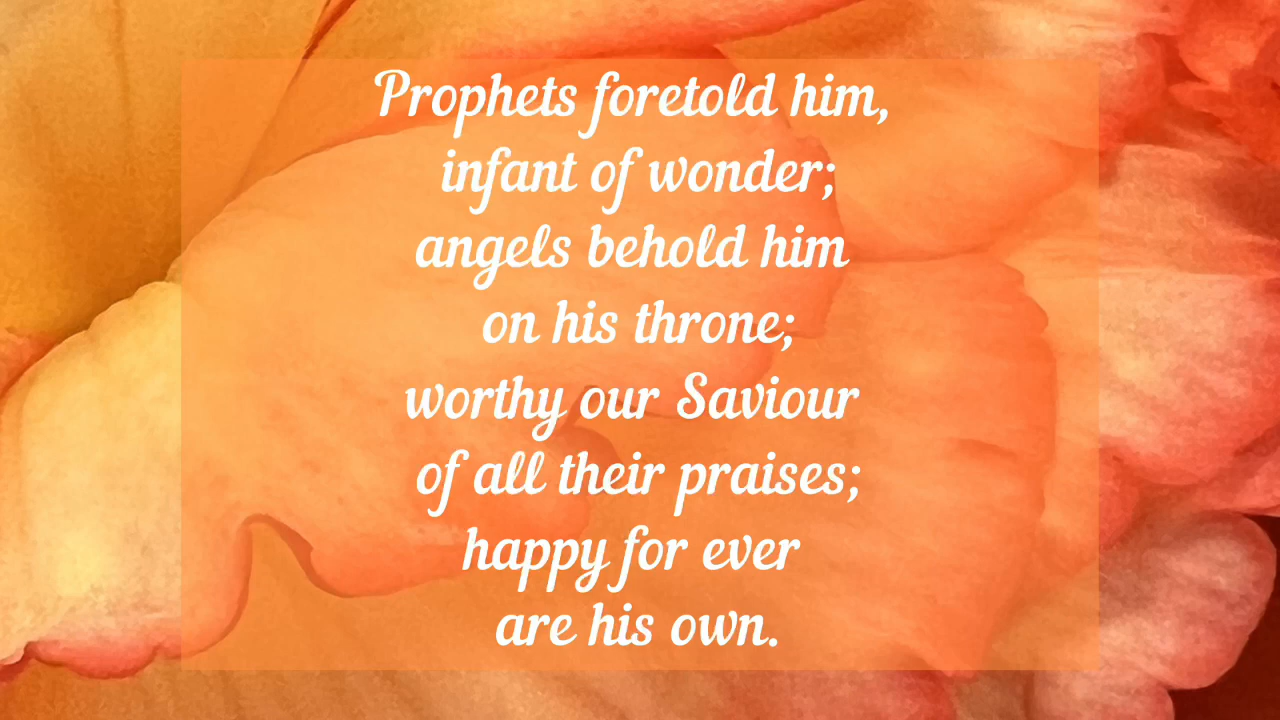 Prophets foretold him,
infant of wonder;
angels behold him
on his throne;
worthy our Saviour
of all their praises;
happy for ever
are his own.